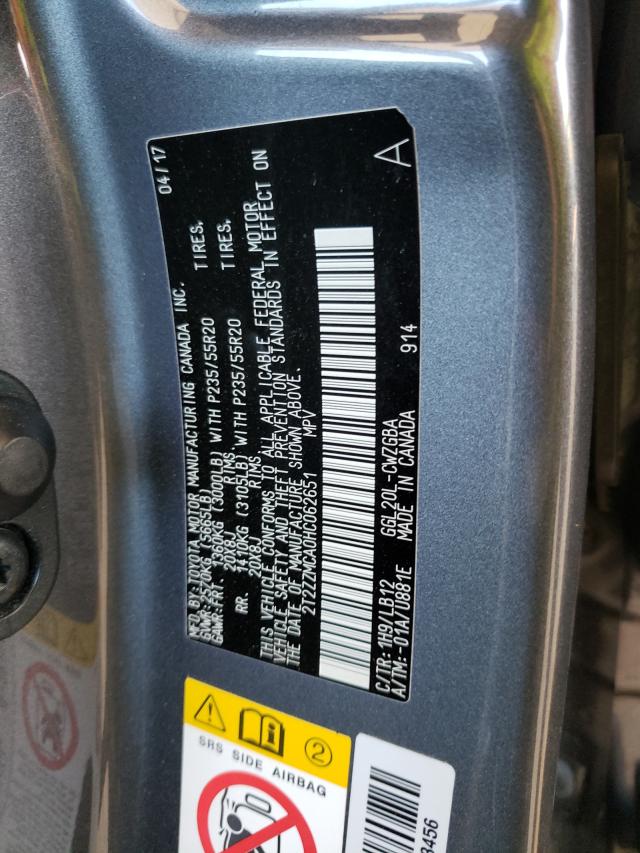 MFD.BY:TOYOTA MOTOR MANUFACTURING CANADA INC. 04/17
GVWR: 2570KG (5665LB)
GAWR:FRT. 1360KG (3000LB) WITH P235/55R20 TIRES.
20X8J RIMS
RR. 1410KG (3105LB) WITH P235/55R20 TIRES.
20X8J RIMS
THIS VEHICLE CONFORMS TO ALL APPLICABLE FEDERAL MOTOR
VEHICLE SAFETY AND THEFT PREVENTION STANDARDS IN EFFECT ON
THE DATE OF MANUFACTURE SHOWN ABOVE.
2T2ZZMCA0HC062651 MPV
C/TR:1H9/LB12 GGL20L-CWZGBA A
A/TM:-01A/U881E MADE IN CANADA 914
2
SRS SIDE AIRBAG
3456